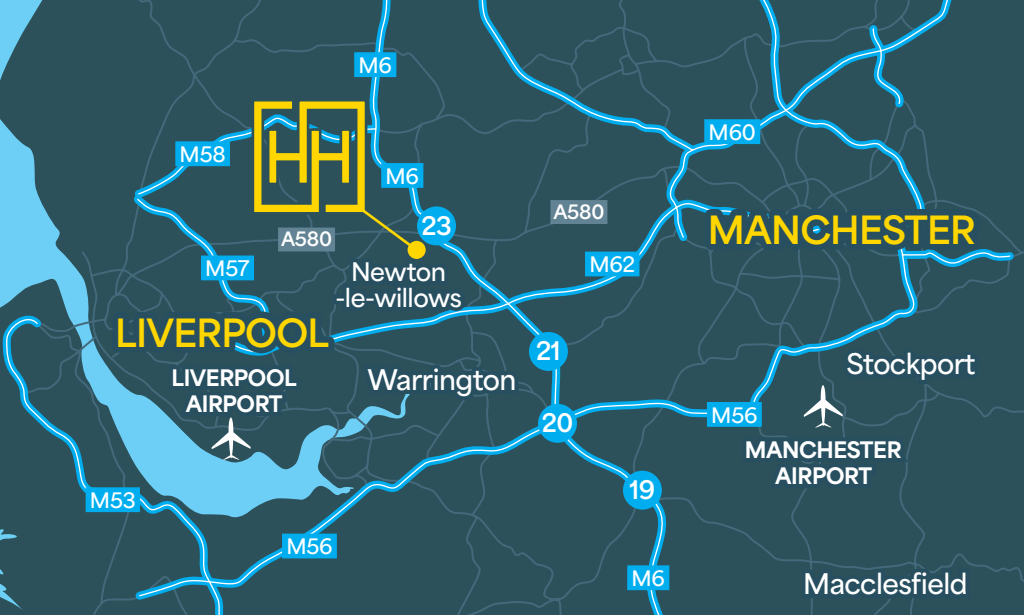 M6
M60
M58
HH
M6
23
A580
A580
MANCHESTER
M62
M57
Newton
-le-willows
LIVERPOOL
21
Stockport
LIVERPOOL
AIRPORT
Warrington
M56
20
MANCHESTER
AIRPORT
19
M53
M56
M6
Macclesfield